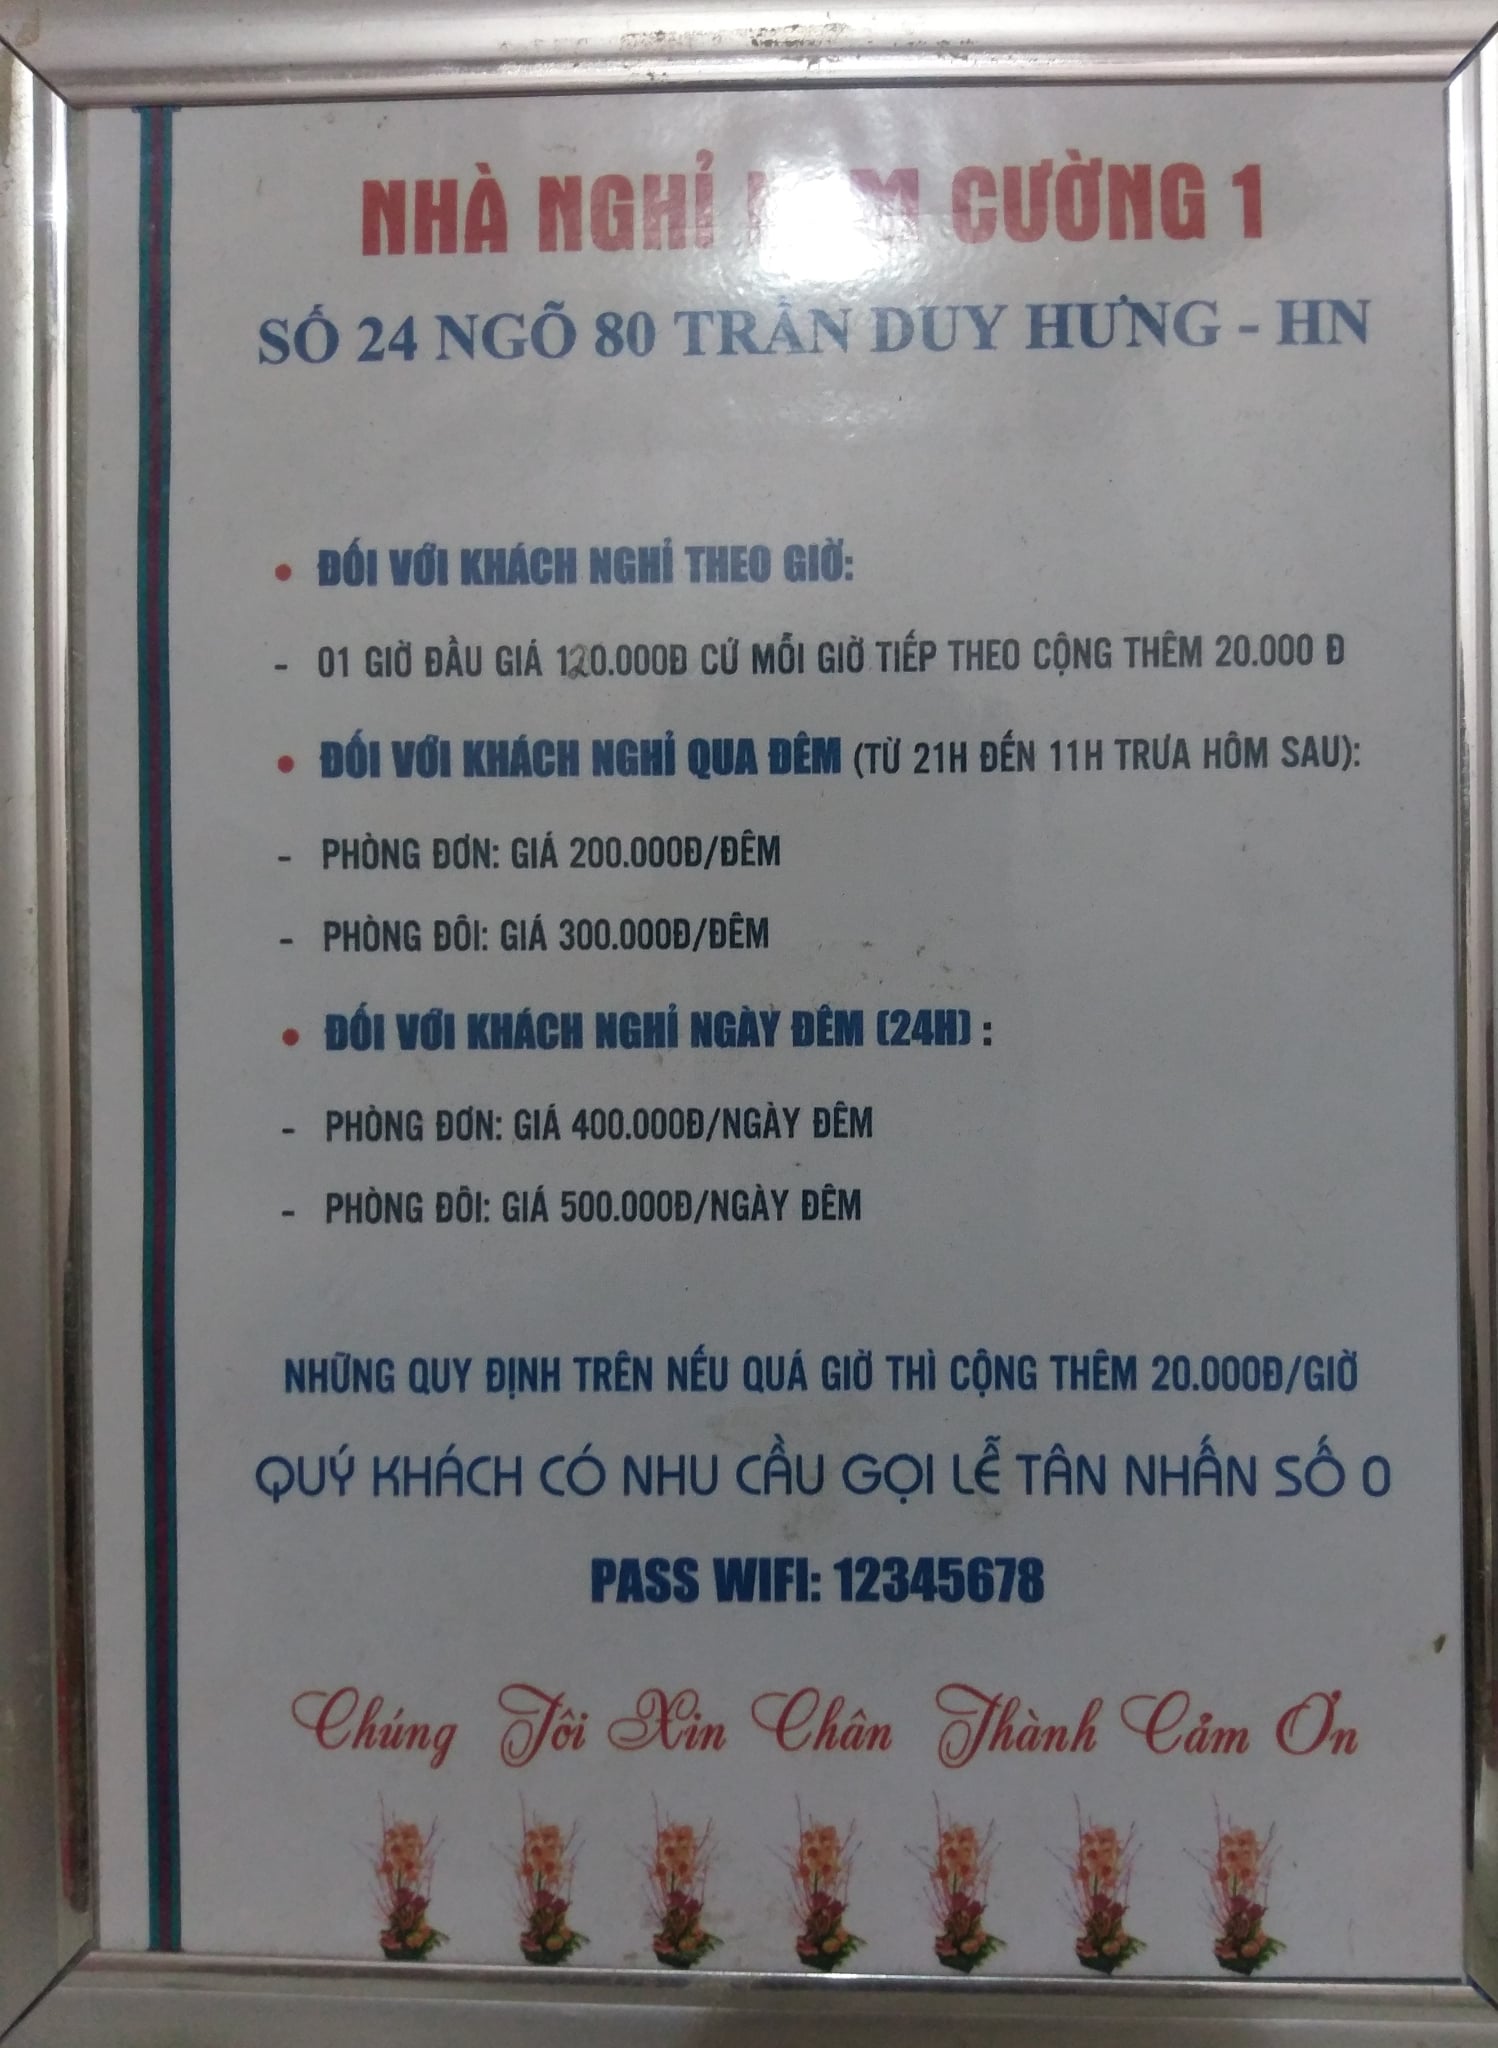 NHÀ NGHỈ CƯỜNG 1
SỐ 24 NGÕ 80 TRẦN DUY HƯNG - HN
• ĐỐI VỚI KHÁCH NGHỈ THEO GIỜ:
- 01 GIỜ ĐẦU GIÁ 120.000Đ CỨ MỖI GIỜ TIẾP THEO CỘNG THÊM 20.000 Đ
• ĐỐI VỚI KHÁCH NGHỈ QUA ĐÊM (TỪ 21H ĐẾN 11H TRƯA HÔM SAU):
- PHÒNG ĐƠN: GIÁ 200.000Đ/ĐÊM
- PHÒNG ĐÔI: GIÁ 300.000Đ/ĐÊM
• ĐỐI VỚI KHÁCH NGHỈ NGÀY ĐÊM (24H) :
- PHÒNG ĐƠN: GIÁ 400.000Đ/NGÀY ĐÊM
- PHÒNG ĐÔI: GIÁ 500.000Đ/NGÀY ĐÊM
NHỮNG QUY ĐỊNH TRÊN NẾU QUÁ GIỜ THÌ CỘNG THÊM 20.000Đ/GIỜ
QUÝ KHÁCH CÓ NHU CẦU GỌI LỄ TÂN NHẤN SỐ 0
PASS WIFI: 12345678
Chúng Tôi Xin Chân Thành Cảm Ơn